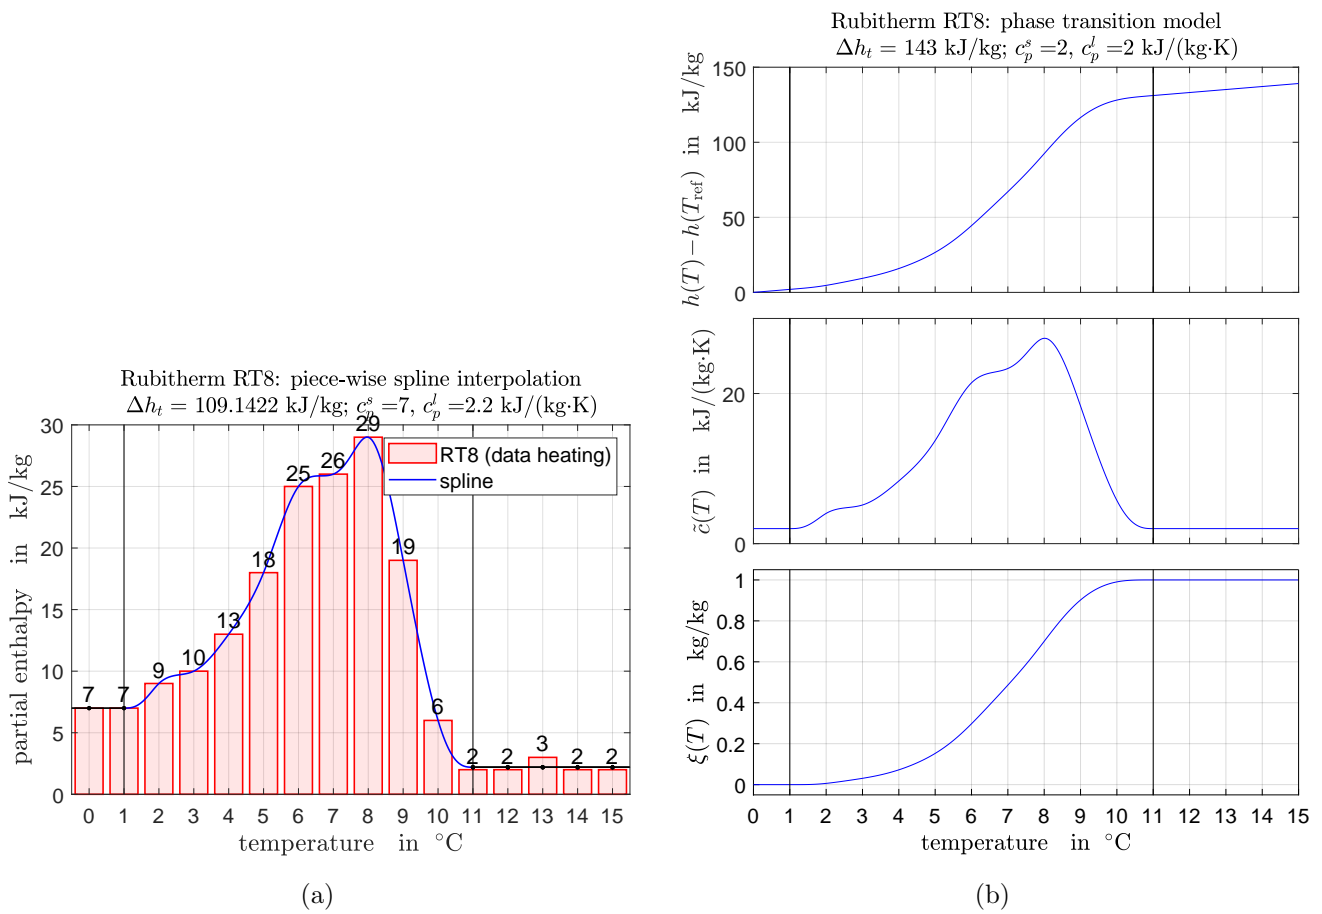 Rubitherm RT8: piece-wise spline interpolation
Δh_t = 109.1422 kJ/kg; c_p^s =7, c_p^l =2.2 kJ/(kg·K)
partial enthalpy in kJ/kg
30
25
20
15
10
5
0
7
7
9
10
13
18
25
26
29
19
6
2
2
3
2
2
RT8 (data heating)
spline
0 1 2 3 4 5 6 7 8 9 10 11 12 13 14 15
temperature in °C
(a)
Rubitherm RT8: phase transition model
Δh_t = 143 kJ/kg; c_p^s =2, c_p^l =2 kJ/(kg·K)
h(T)−h(T_ref) in kJ/kg
150
100
50
0
c̃(T) in kJ/(kg·K)
20
0
ξ(T) in kg/kg
1
0.8
0.6
0.4
0.2
0
0 1 2 3 4 5 6 7 8 9 10 11 12 13 14 15
temperature in °C
(b)